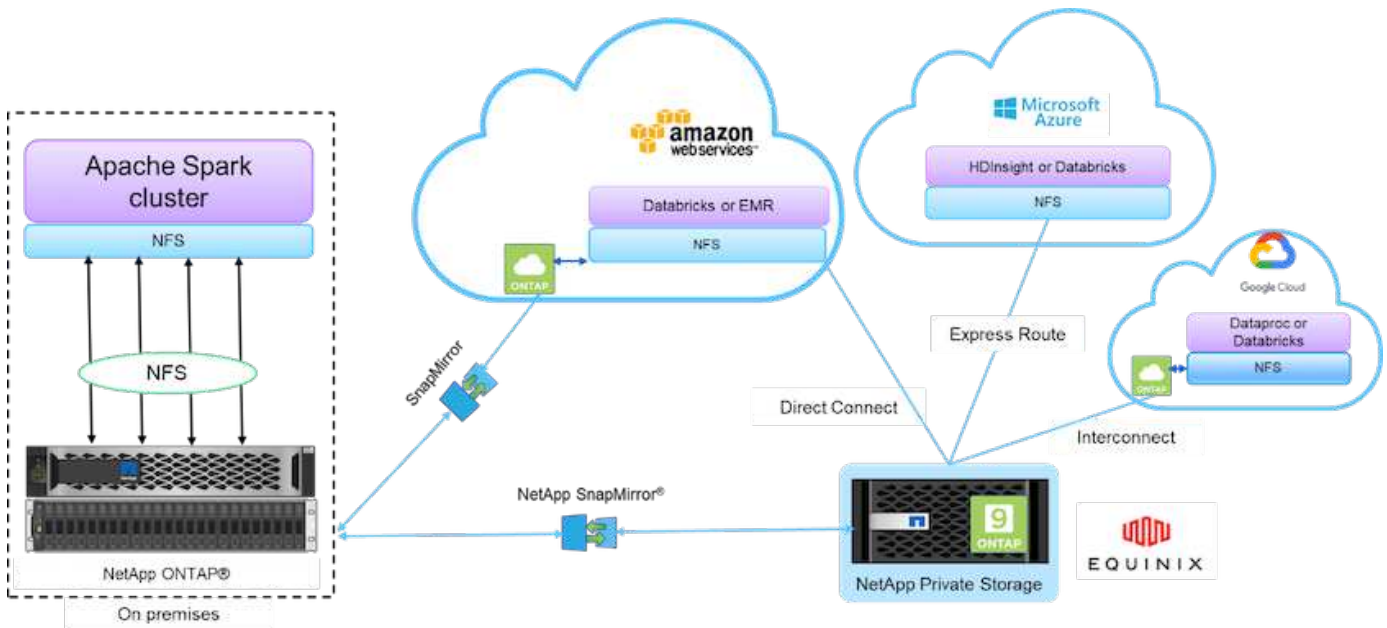 Apache Spark
cluster
NFS
NFS
NetApp ONTAP®
On premises
amazon
webservices™
Databricks or EMR
NFS
ONTAP
SnapMirror
NetApp SnapMirror®
Microsoft
Azure
HDInsight or Databricks
NFS
Express Route
Direct Connect
Google Cloud
Dataproc or
Databricks
NFS
ONTAP
Interconnect
9
ONTAP
NetApp Private Storage
EQUINIX